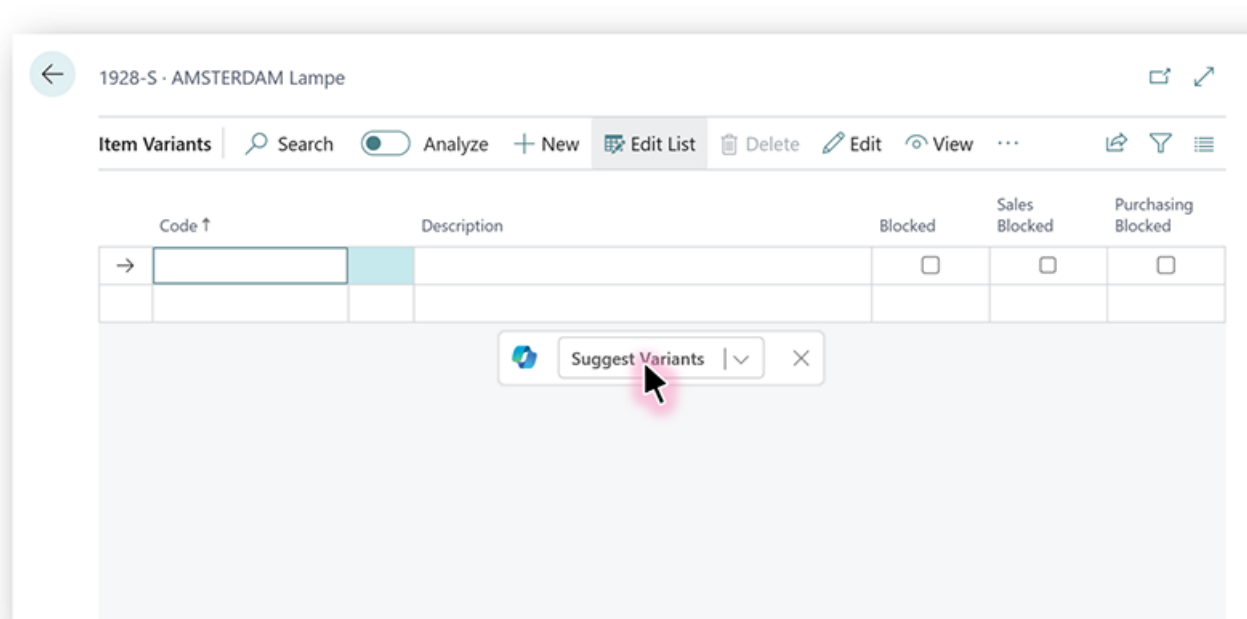 1928-S · AMSTERDAM Lampe
Item Variants Search Analyze New Edit List Delete Edit View ···
Code ↑ Description Blocked Sales Blocked Purchasing Blocked
Suggest Variants